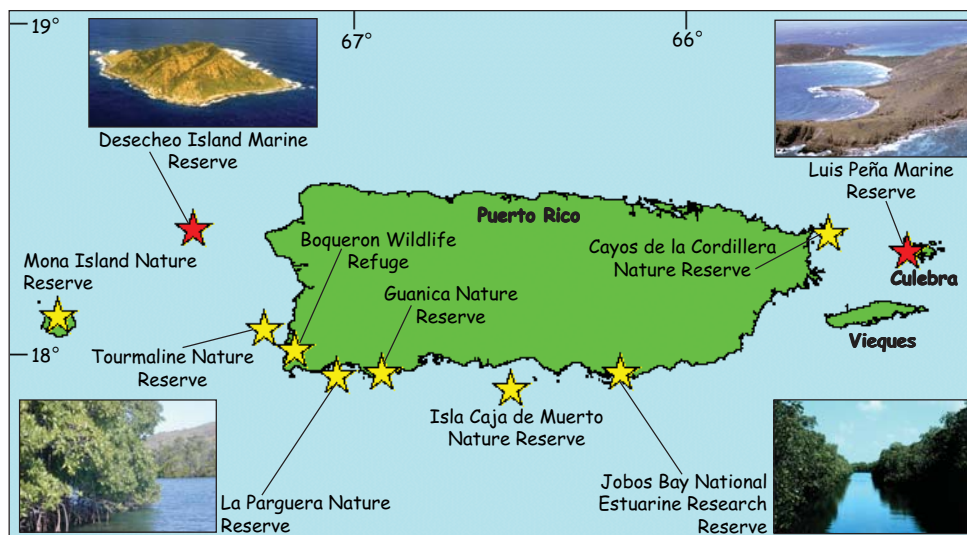 19°
67°
66°
Desecheo Island Marine
Reserve
Luis Peña Marine
Reserve
Puerto Rico
Boqueron Wildlife
Refuge
Cayos de la Cordillera
Nature Reserve
Mona Island Nature
Reserve
Culebra
Guanica Nature
Reserve
Vieques
18°
Tourmaline Nature
Reserve
Isla Caja de Muerto
Nature Reserve
La Parguera Nature
Reserve
Jobos Bay National
Estuarine Research
Reserve